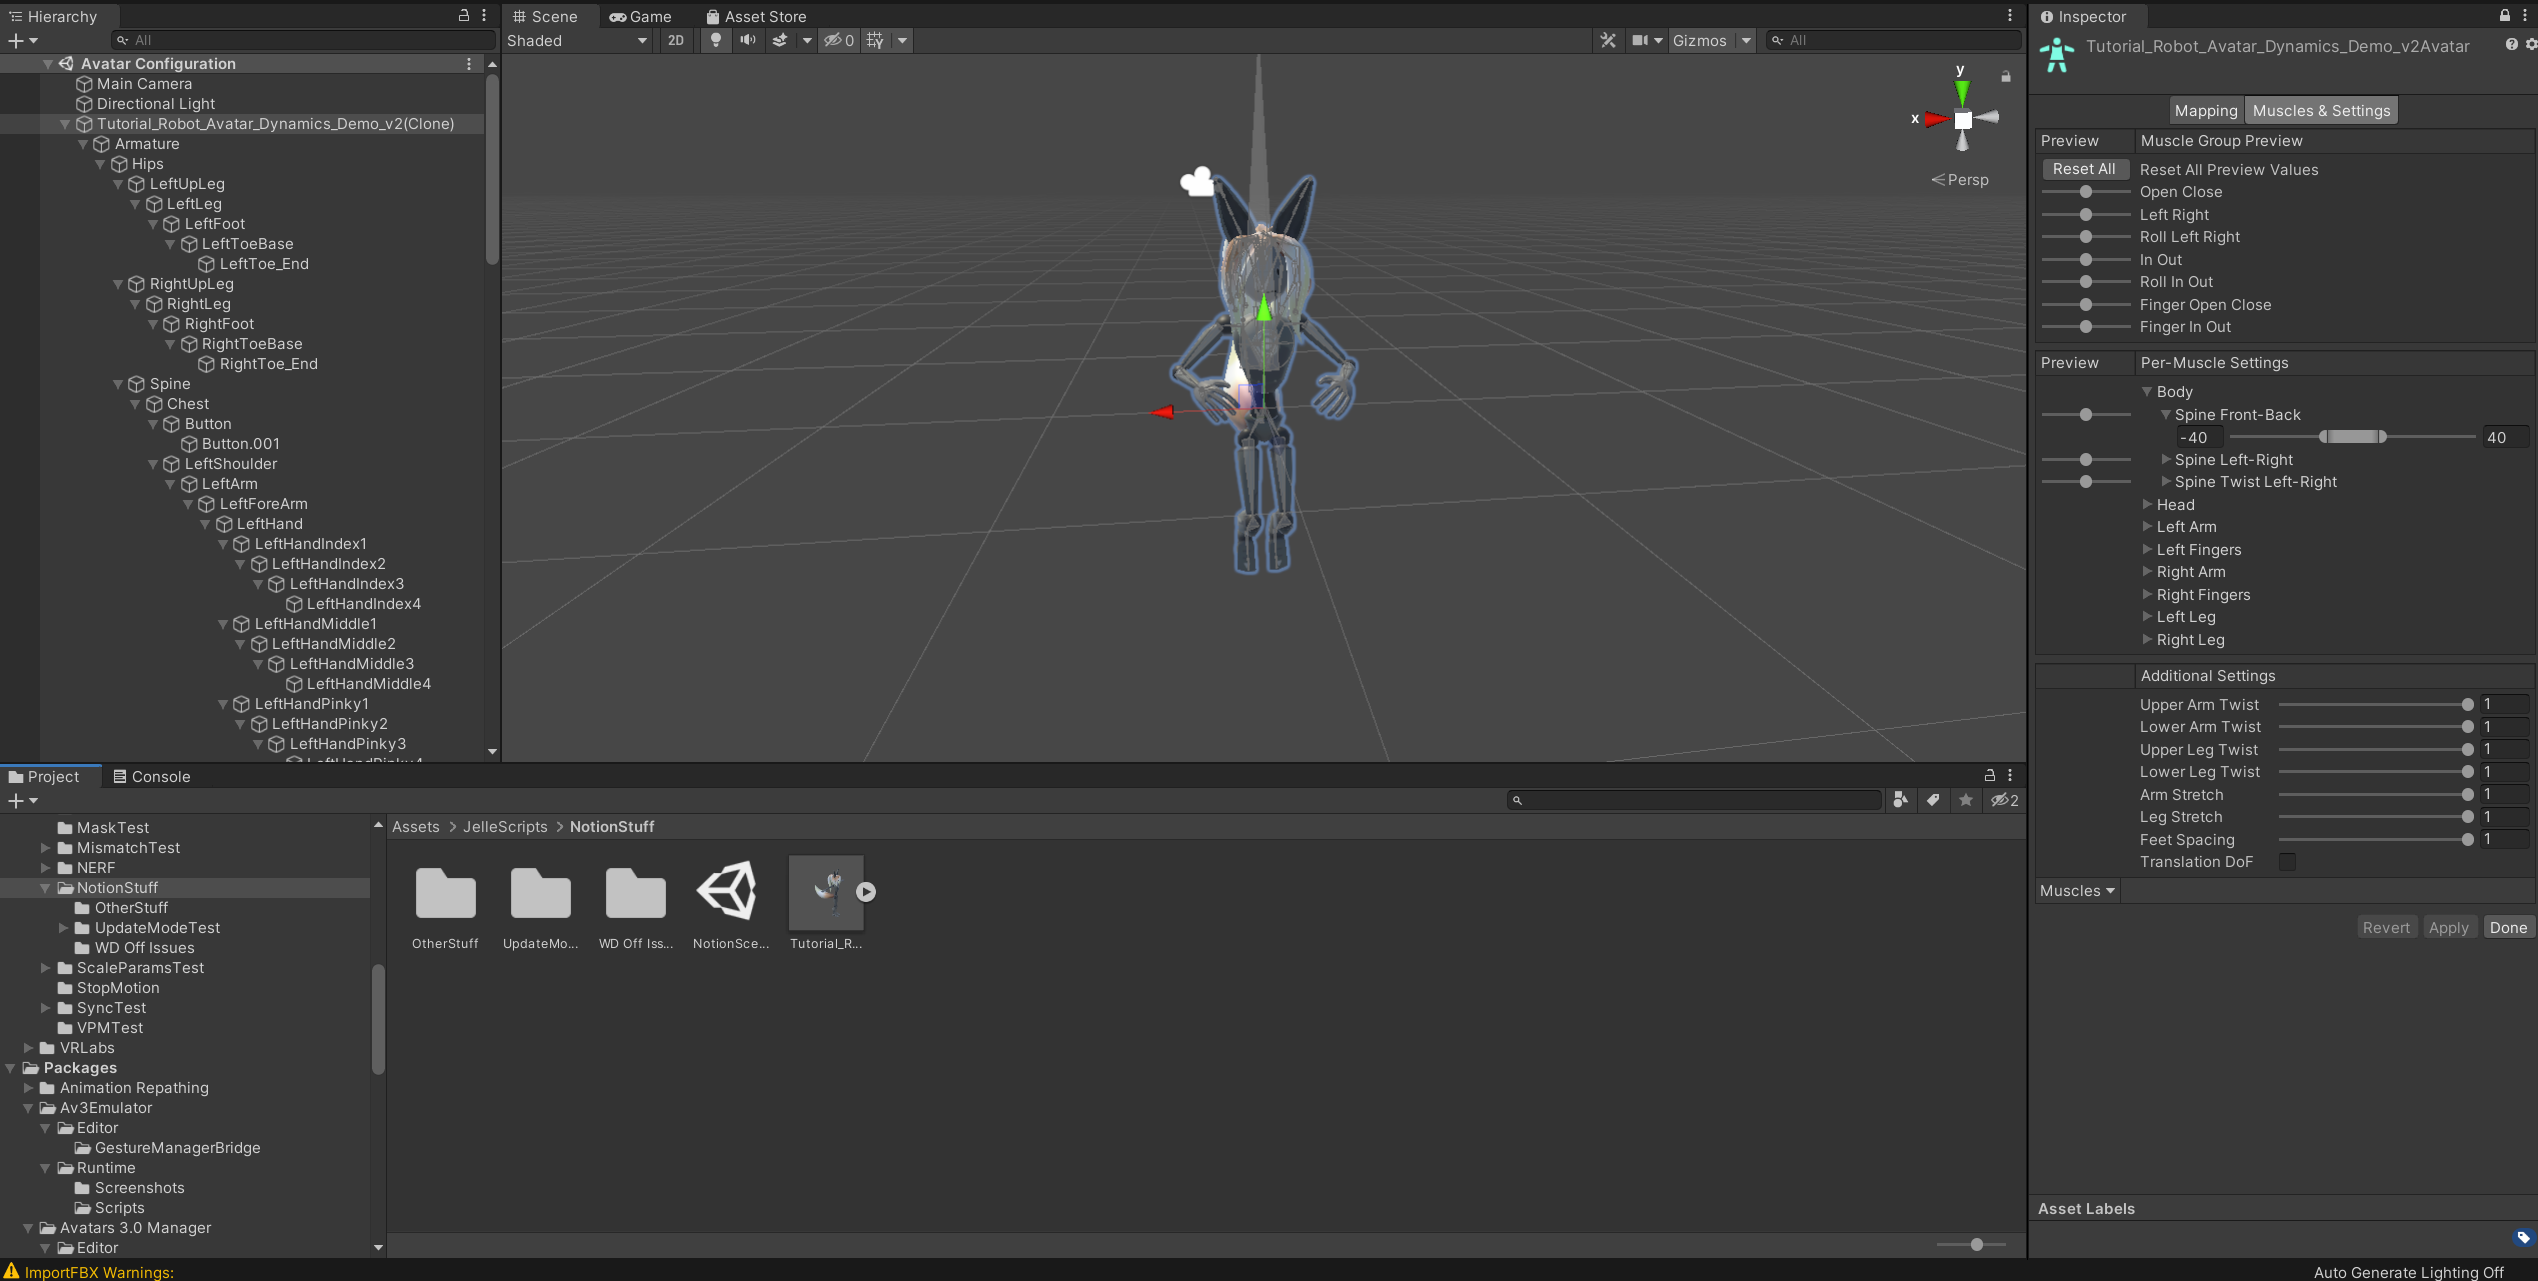 Hierarchy
All
Avatar Configuration
Main Camera
Directional Light
Tutorial_Robot_Avatar_Dynamics_Demo_v2(Clone)
Armature
Hips
LeftUpLeg
LeftLeg
LeftFoot
LeftToeBase
LeftToe_End
RightUpLeg
RightLeg
RightFoot
RightToeBase
RightToe_End
Spine
Chest
Button
Button.001
LeftShoulder
LeftArm
LeftForeArm
LeftHand
LeftHandIndex1
LeftHandIndex2
LeftHandIndex3
LeftHandIndex4
LeftHandMiddle1
LeftHandMiddle2
LeftHandMiddle3
LeftHandMiddle4
LeftHandPinky1
LeftHandPinky2
LeftHandPinky3
LeftHandPinky4
Scene Game Asset Store
Shaded 2D 0 Gizmos All
y
x
Persp
Inspector
Tutorial_Robot_Avatar_Dynamics_Demo_v2Avatar
Mapping Muscles & Settings
Preview Muscle Group Preview
Reset All Reset All Preview Values
Open Close
Left Right
Roll Left Right
In Out
Roll In Out
Finger Open Close
Finger In Out
Preview Per-Muscle Settings
Body
Spine Front-Back
-40 40
Spine Left-Right
Spine Twist Left-Right
Head
Left Arm
Left Fingers
Right Arm
Right Fingers
Left Leg
Right Leg
Additional Settings
Upper Arm Twist 1
Lower Arm Twist 1
Upper Leg Twist 1
Lower Leg Twist 1
Arm Stretch 1
Leg Stretch 1
Feet Spacing 1
Translation DoF
Muscles
Revert Apply Done
Asset Labels
Project Console
2
MaskTest
MismatchTest
NERF
NotionStuff
OtherStuff
UpdateModeTest
WD Off Issues
ScaleParamsTest
StopMotion
SyncTest
VPMTest
VRLabs
Packages
Animation Repathing
Av3Emulator
Editor
GestureManagerBridge
Runtime
Screenshots
Scripts
Avatars 3.0 Manager
Editor
Assets > JelleScripts > NotionStuff
OtherStuff UpdateMo... WD Off Iss... NotionSce... Tutorial_R...
ImportFBX Warnings:
Auto Generate Lighting Off